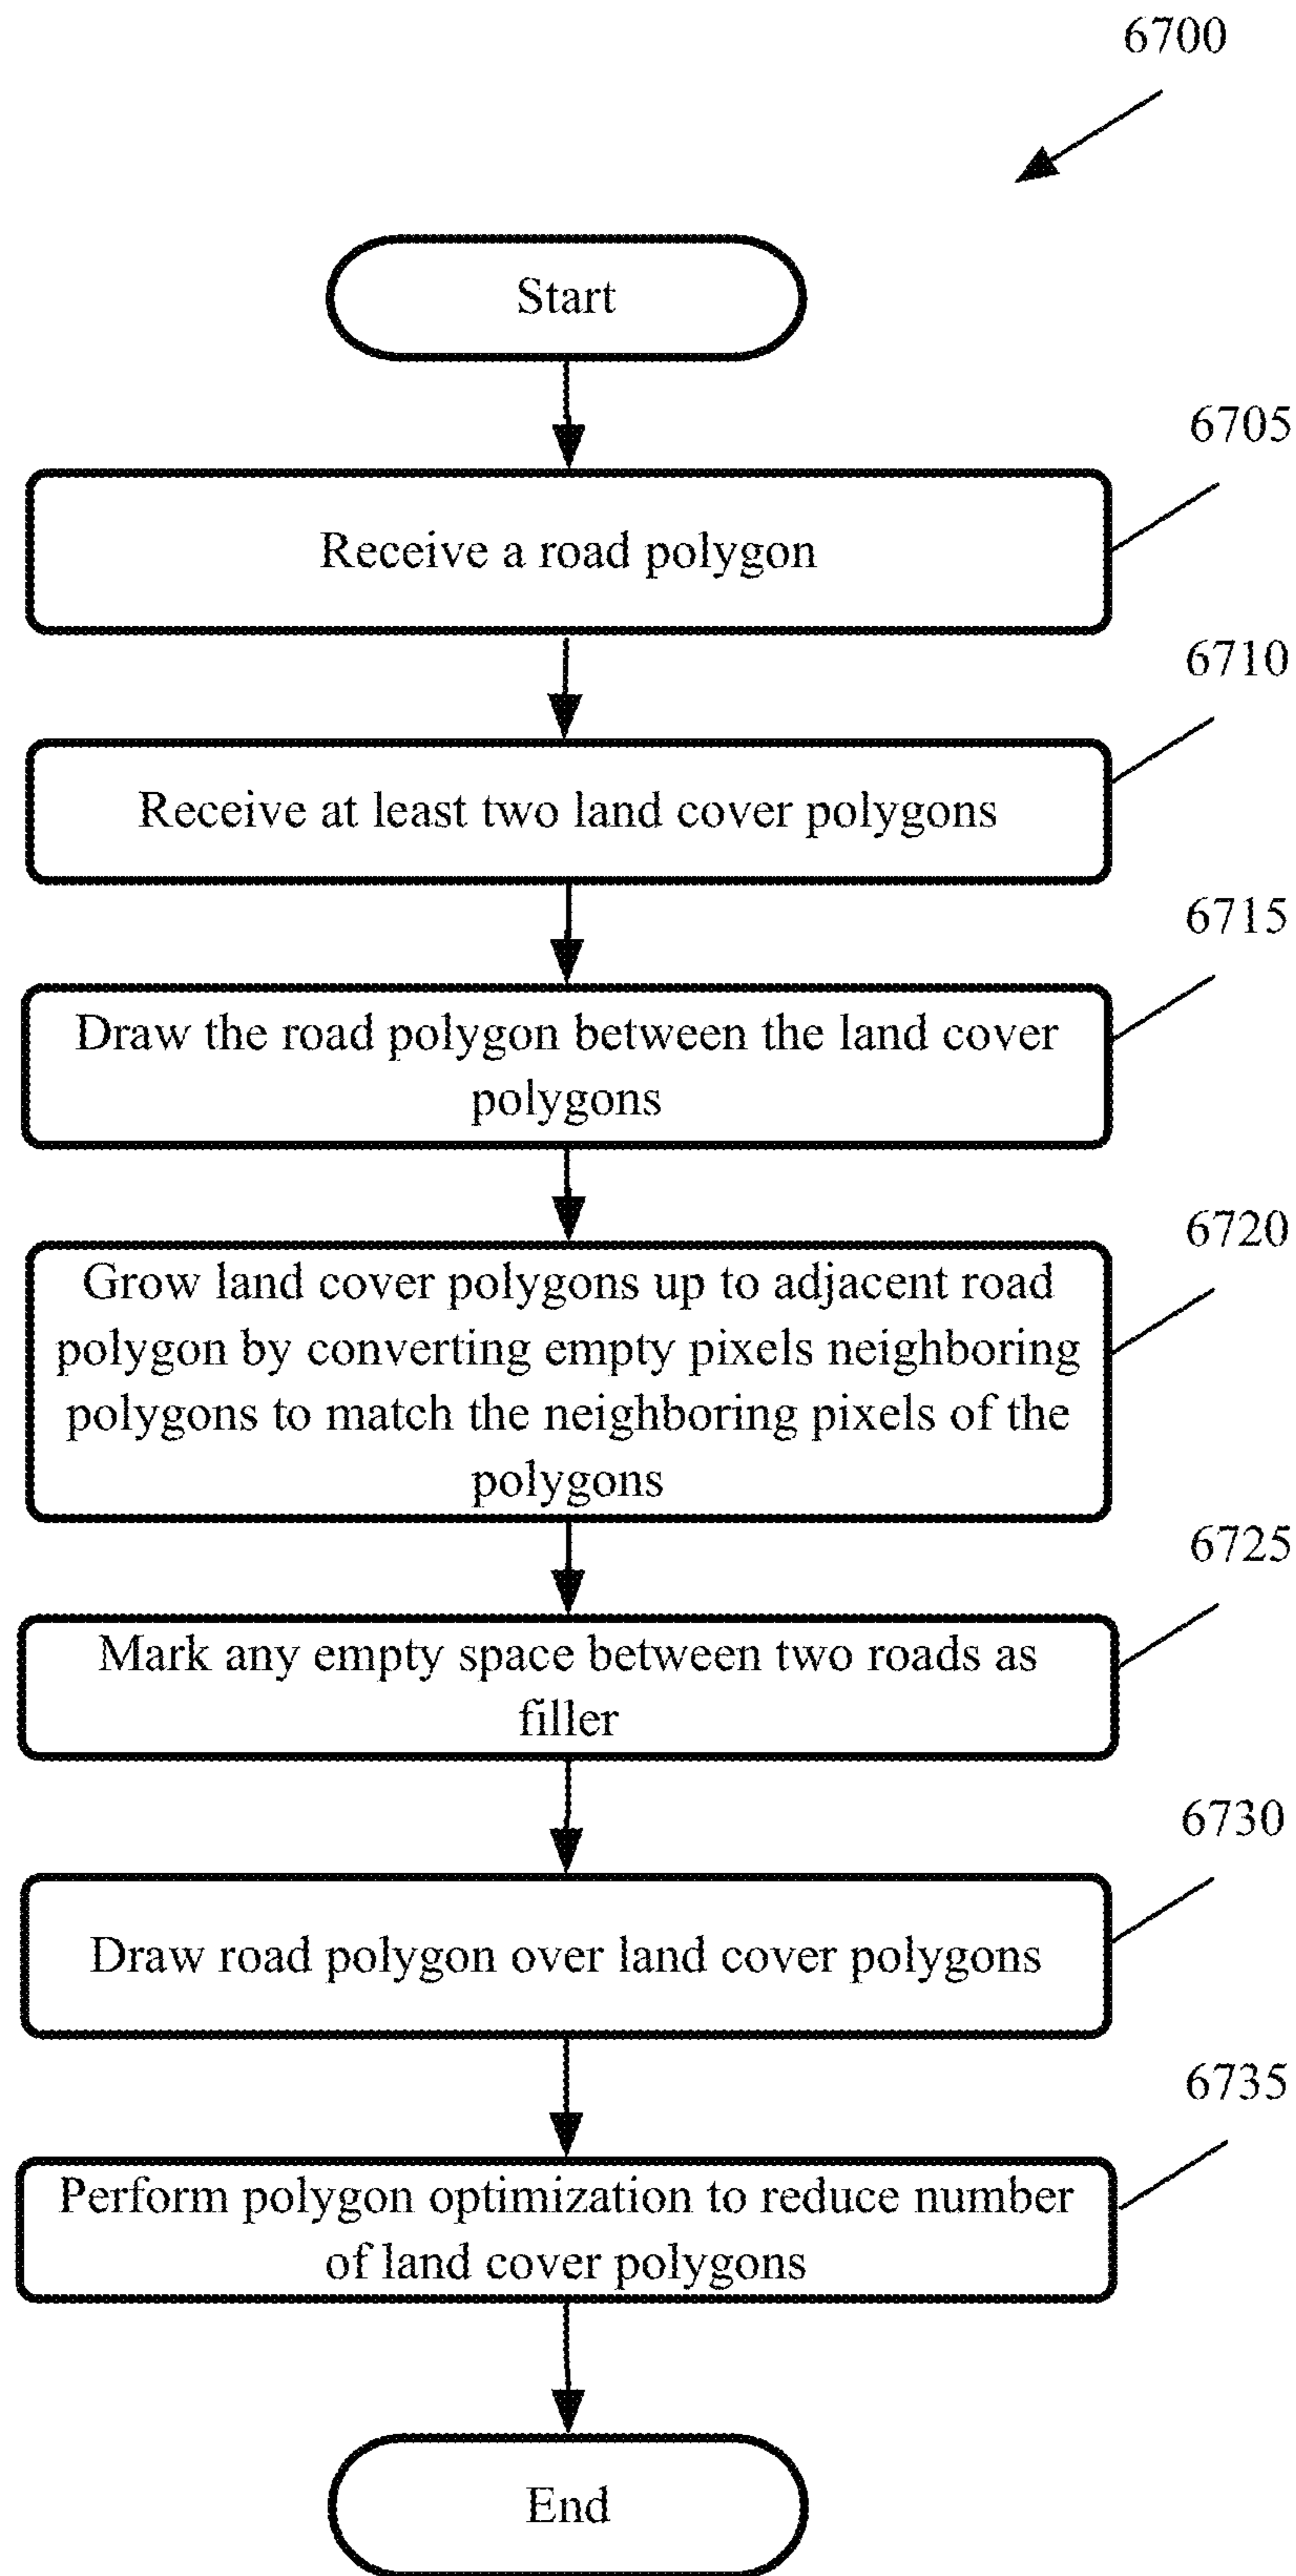 6700
Start
6705
Receive a road polygon
6710
Receive at least two land cover polygons
6715
Draw the road polygon between the land cover
polygons
6720
Grow land cover polygons up to adjacent road
polygon by converting empty pixels neighboring
polygons to match the neighboring pixels of the
polygons
6725
Mark any empty space between two roads as
filler
6730
Draw road polygon over land cover polygons
6735
Perform polygon optimization to reduce number
of land cover polygons
End